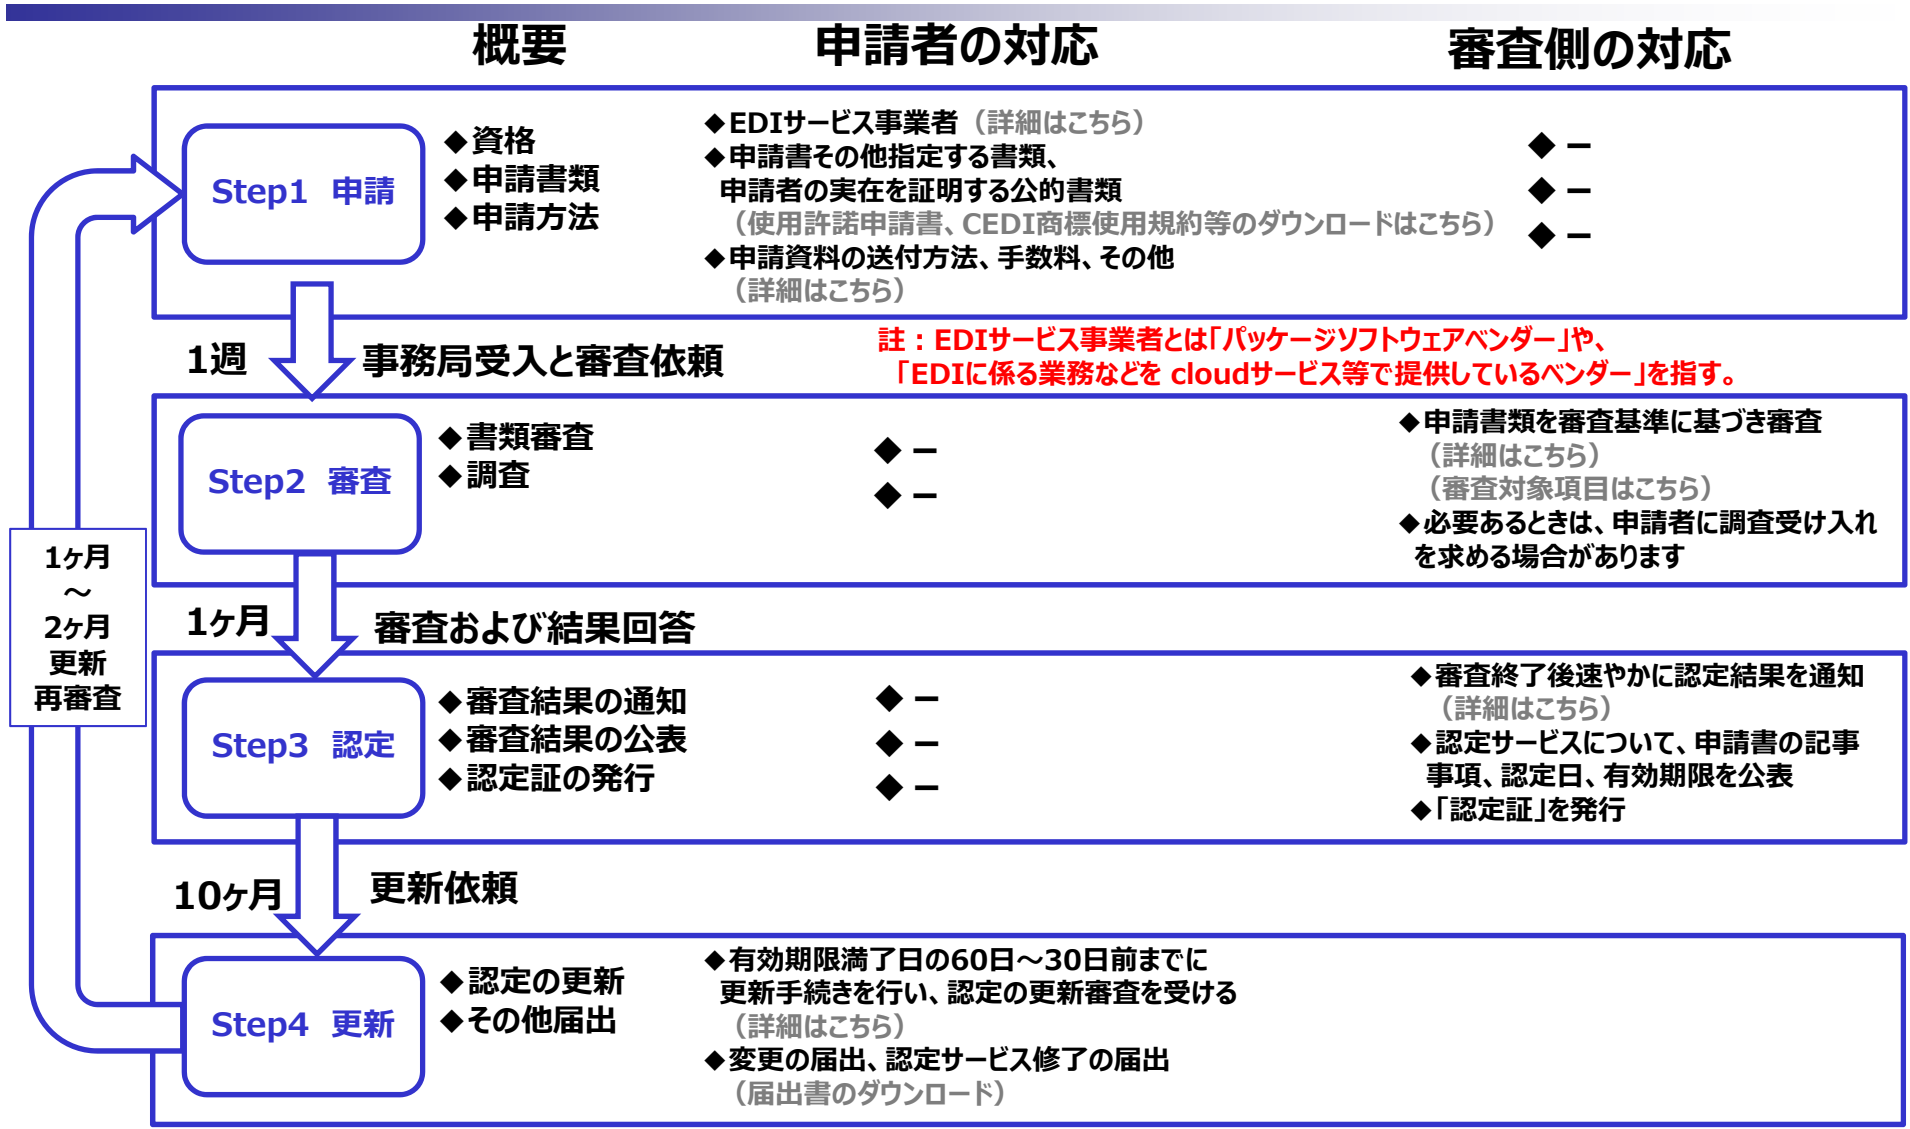 概要
申請者の対応
審査側の対応
Step1 申請
◆資格
◆申請書類
◆申請方法
◆EDIサービス事業者（詳細はこちら）
◆申請書その他指定する書類、
申請者の実在を証明する公的書類
（使用許諾申請書、CEDI商標使用規約等のダウンロードはこちら）
◆申請資料の送付方法、手数料、その他
（詳細はこちら）
◆ －
◆ －
◆ －
1週
事務局受入と審査依頼
註：EDIサービス事業者とは「パッケージソフトウェアベンダー」や、
「EDIに係る業務などを cloudサービス等で提供しているベンダー」を指す。
Step2 審査
◆書類審査
◆調査
◆ －
◆ －
◆申請書類を審査基準に基づき審査
（詳細はこちら）
（審査対象項目はこちら）
◆必要あるときは、申請者に調査受け入れ
を求める場合があります
1ヶ月
～
2ヶ月
更新
再審査
1ヶ月
審査および結果回答
Step3 認定
◆審査結果の通知
◆審査結果の公表
◆認定証の発行
◆ －
◆ －
◆ －
◆審査終了後速やかに認定結果を通知
（詳細はこちら）
◆認定サービスについて、申請書の記事
事項、認定日、有効期限を公表
◆「認定証」を発行
10ヶ月
更新依頼
Step4 更新
◆認定の更新
◆その他届出
◆有効期限満了日の60日～30日前までに
更新手続きを行い、認定の更新審査を受ける
（詳細はこちら）
◆変更の届出、認定サービス修了の届出
（届出書のダウンロード）